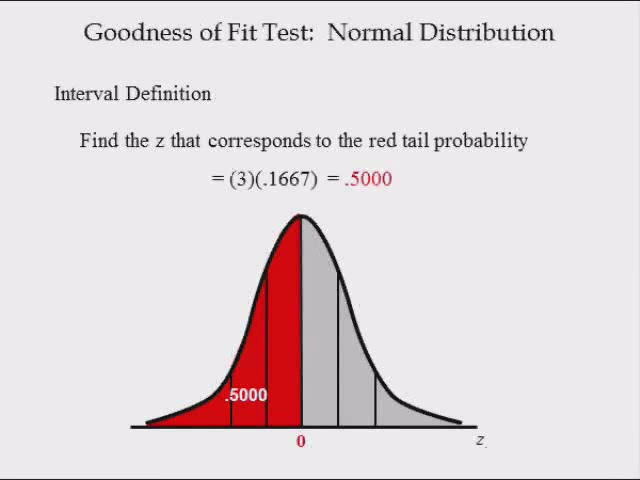 Goodness of Fit Test: Normal Distribution
Interval Definition
Find the z that corresponds to the red tail probability
= (3)(.1667) = .5000
.5000
0
z